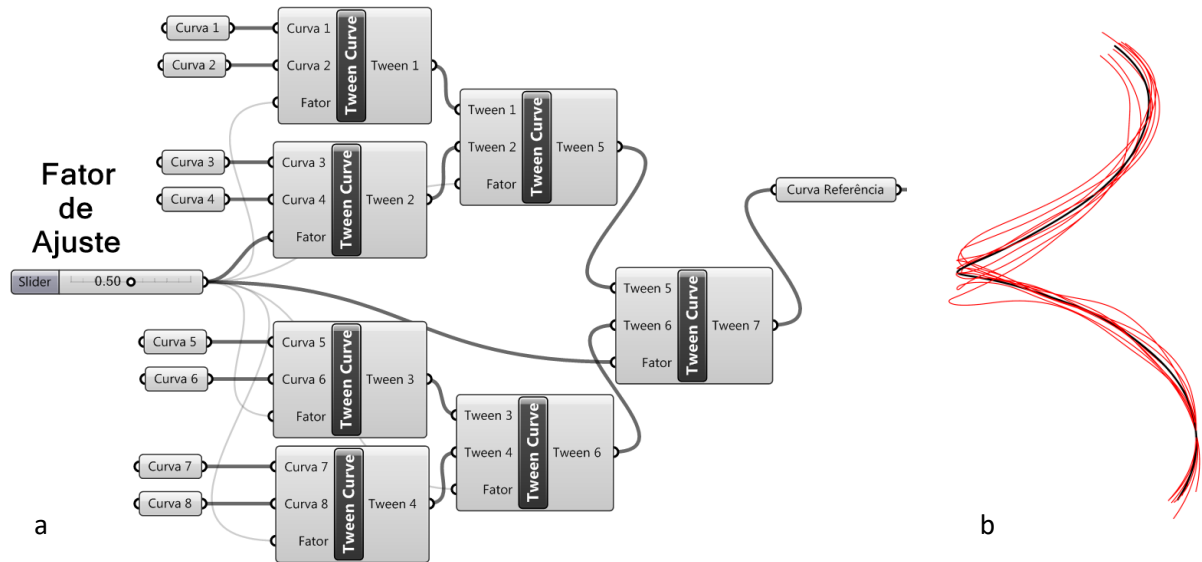 Curva 1
Curva 2
Curva 1
Curva 2
Fator
Tween Curve
Tween 1
Curva 3
Curva 4
Curva 3
Curva 4
Fator
Tween Curve
Tween 2
Tween 1
Tween 2
Fator
Tween Curve
Tween 5
Fator
de
Ajuste
Slider
0.50
Curva 5
Curva 6
Curva 5
Curva 6
Fator
Tween Curve
Tween 3
Curva 7
Curva 8
Curva 7
Curva 8
Fator
Tween Curve
Tween 4
Tween 3
Tween 4
Fator
Tween Curve
Tween 6
Tween 5
Tween 6
Fator
Tween Curve
Tween 7
Curva Referência
a
b